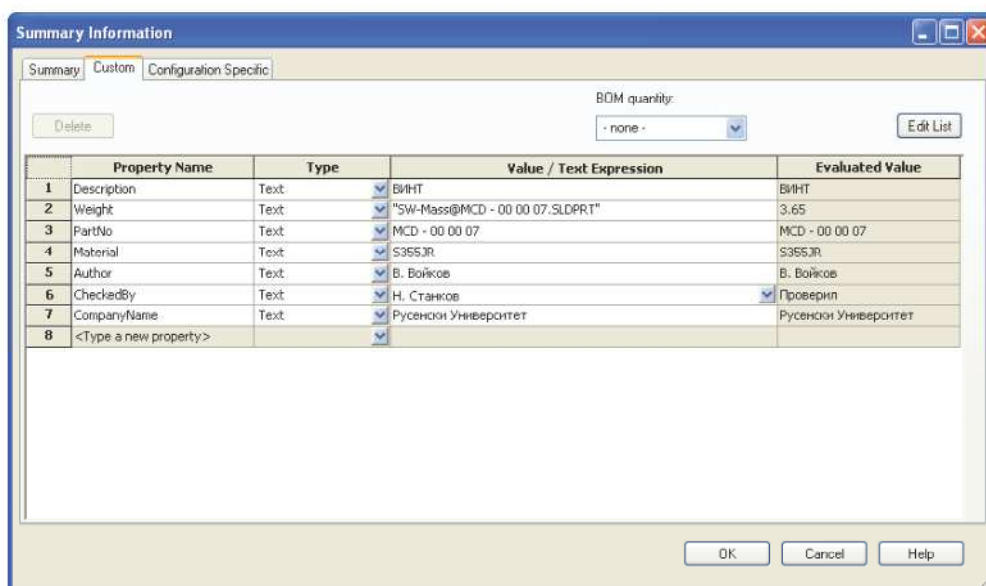 Summary Information
Summary Custom Configuration Specific
BOM quantity:
Delete - none - Edit List
Property Name Type Value / Text Expression Evaluated Value
1 Description Text ВИНТ ВИНТ
2 Weight Text "SW-Mass@MCD - 00 00 07.SLDPRT" 3.65
3 PartNo Text MCD - 00 00 07 MCD - 00 00 07
4 Material Text S355JR S355JR
5 Author Text В. Войков В. Войков
6 CheckedBy Text Н. Станков Проверил
7 CompanyName Text Русенски Университет Русенски Университет
8 <Type a new property>
OK Cancel Help